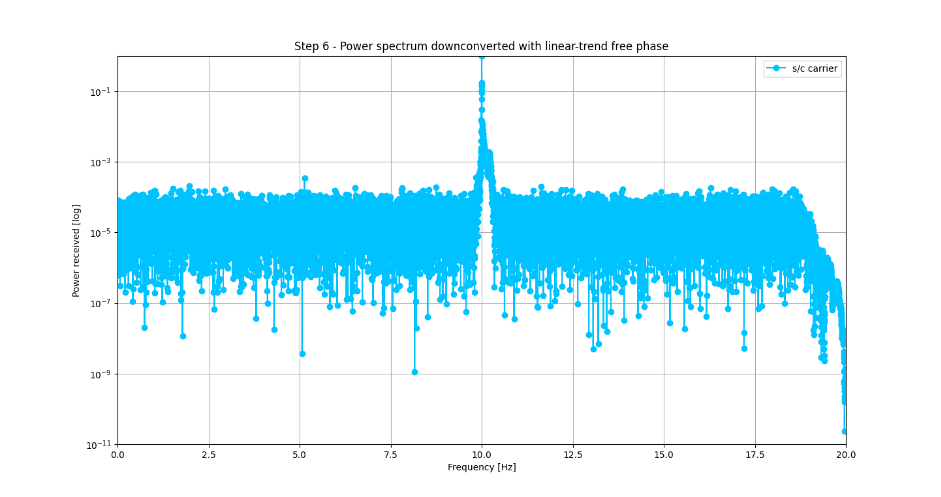 Step 6 - Power spectrum downconverted with linear-trend free phase
s/c carrier
10⁻¹
10⁻³
10⁻⁵
10⁻⁷
10⁻⁹
10⁻¹¹
Power received [log]
0.0 2.5 5.0 7.5 10.0 12.5 15.0 17.5 20.0
Frequency [Hz]